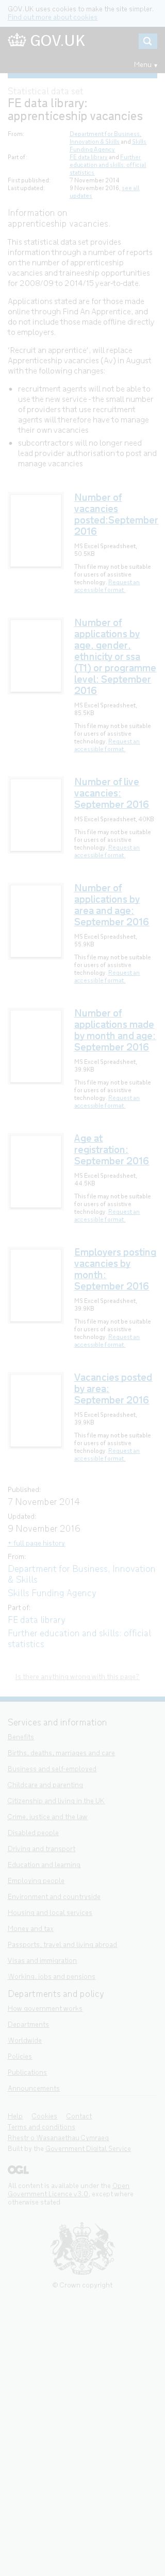 GOV.UK uses cookies to make the site simpler.
Find out more about cookies
GOV.UK
Menu
Statistical data set
FE data library:
apprenticeship vacancies
From:
Department for Business,
Innovation & Skills and Skills
Funding Agency
Part of:
FE data library and Further
education and skills: official
statistics
First published:
7 November 2014
Last updated:
9 November 2016, see all
updates
Information on
apprenticeship vacancies.
This statistical data set provides
information through a number of reports
on numbers of apprenticeship
vacancies and traineeship opportunities
for 2008/09 to 2014/15 year-to-date.
Applications stated are for those made
online through Find An Apprentice, and
do not include those made offline directly
to employers.
‘Recruit an apprentice’, will replace
apprenticeship vacancies (Av) in August
with the following changes:
recruitment agencies will not be able to
use the new service - the small number
of providers that use recruitment
agencies will need to find a way to
manage their own vacancies
subcontractors will no longer need
lead provider authorisation to post and
manage vacancies
Number of
vacancies
posted:September
2016
MS Excel Spreadsheet,
50.5KB
This file may not be suitable
for users of assistive
technology. Request an
accessible format.
Number of
applications by
age, gender,
ethnicity or ssa
(T1) or programme
level: September
2016
MS Excel Spreadsheet,
85.5KB
This file may not be suitable
for users of assistive
technology. Request an
accessible format.
Number of live
vacancies:
September 2016
MS Excel Spreadsheet, 40KB
This file may not be suitable
for users of assistive
technology. Request an
accessible format.
Number of
applications by
area and age:
September 2016
MS Excel Spreadsheet,
55.5KB
This file may not be suitable
for users of assistive
technology. Request an
accessible format.
Number of
applications made
by month and age:
September 2016
MS Excel Spreadsheet,
39.9KB
This file may not be suitable
for users of assistive
technology. Request an
accessible format.
Age at
registration:
September 2016
MS Excel Spreadsheet,
44.5KB
This file may not be suitable
for users of assistive
technology. Request an
accessible format.
Employers posting
vacancies by
month:
September 2016
MS Excel Spreadsheet,
39.9KB
This file may not be suitable
for users of assistive
technology. Request an
accessible format.
Vacancies posted
by area:
September 2016
MS Excel Spreadsheet,
39.9KB
This file may not be suitable
for users of assistive
technology. Request an
accessible format.
Published:
7 November 2014
Updated:
9 November 2016
+ full page history
From:
Department for Business, Innovation
& Skills
Skills Funding Agency
Part of:
FE data library
Further education and skills: official
statistics
Is there anything wrong with this page?
Services and information
Benefits
Births, deaths, marriages and care
Business and self-employed
Childcare and parenting
Citizenship and living in the UK
Crime, justice and the law
Disabled people
Driving and transport
Education and learning
Employing people
Environment and countryside
Housing and local services
Money and tax
Passports, travel and living abroad
Visas and immigration
Working, jobs and pensions
Departments and policy
How government works
Departments
Worldwide
Policies
Publications
Announcements
Help Cookies Contact
Terms and conditions
Rhestr o Wasanaethau Cymraeg
Built by the Government Digital Service
OGL
All content is available under the Open
Government Licence v3.0, except where
otherwise stated
© Crown copyright